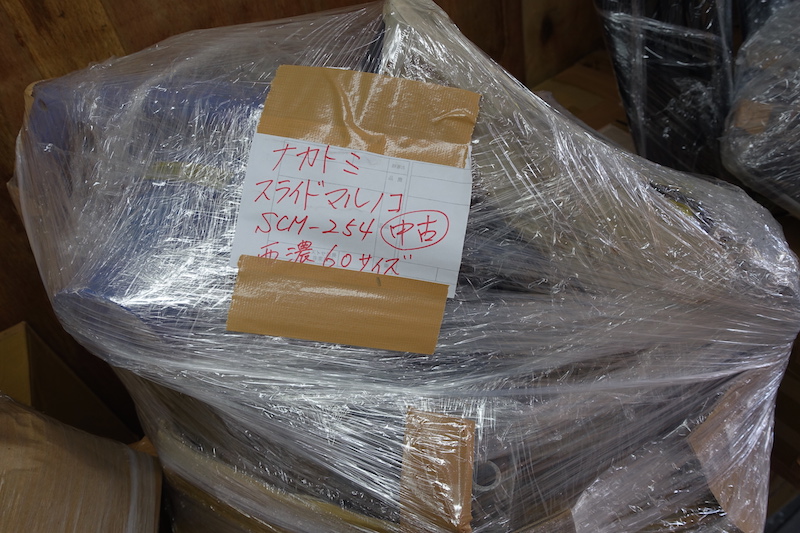 ナカトミ
スライドマルノコ
SCM-254 中古
西濃60サイズ